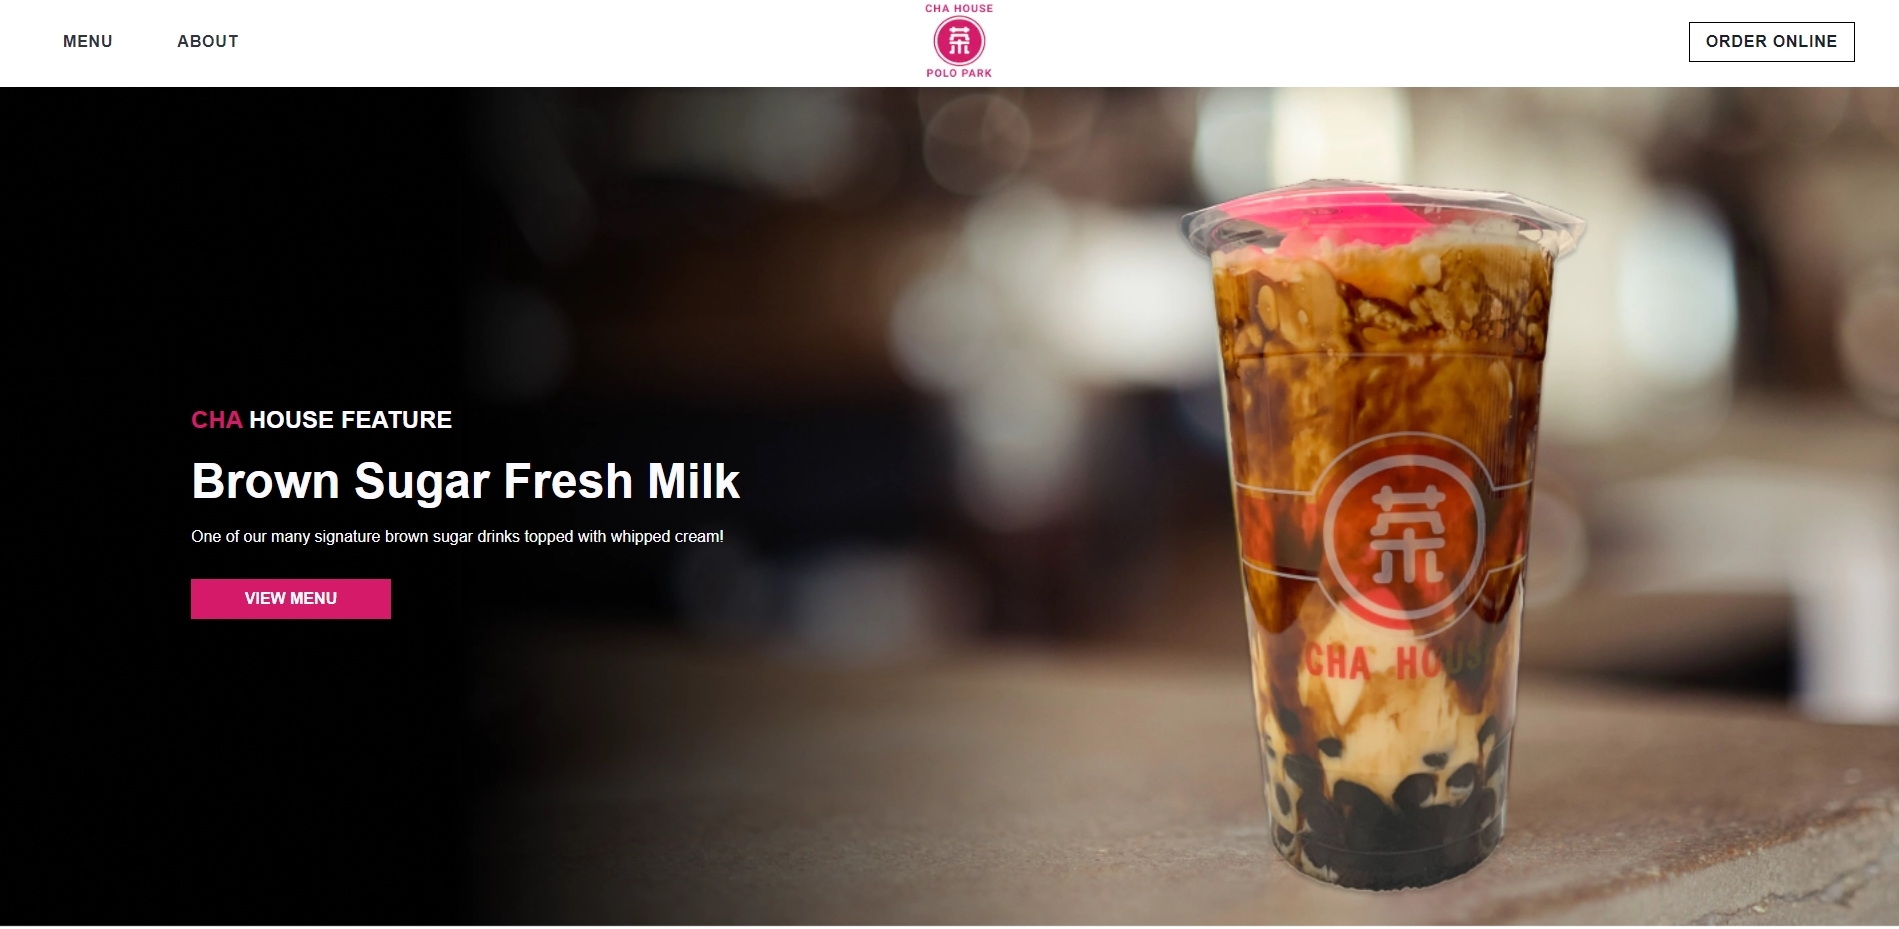 MENU
ABOUT
CHA HOUSE
茶
POLO PARK
ORDER ONLINE
CHA HOUSE FEATURE
Brown Sugar Fresh Milk
One of our many signature brown sugar drinks topped with whipped cream!
VIEW MENU
茶
CHA HOUS